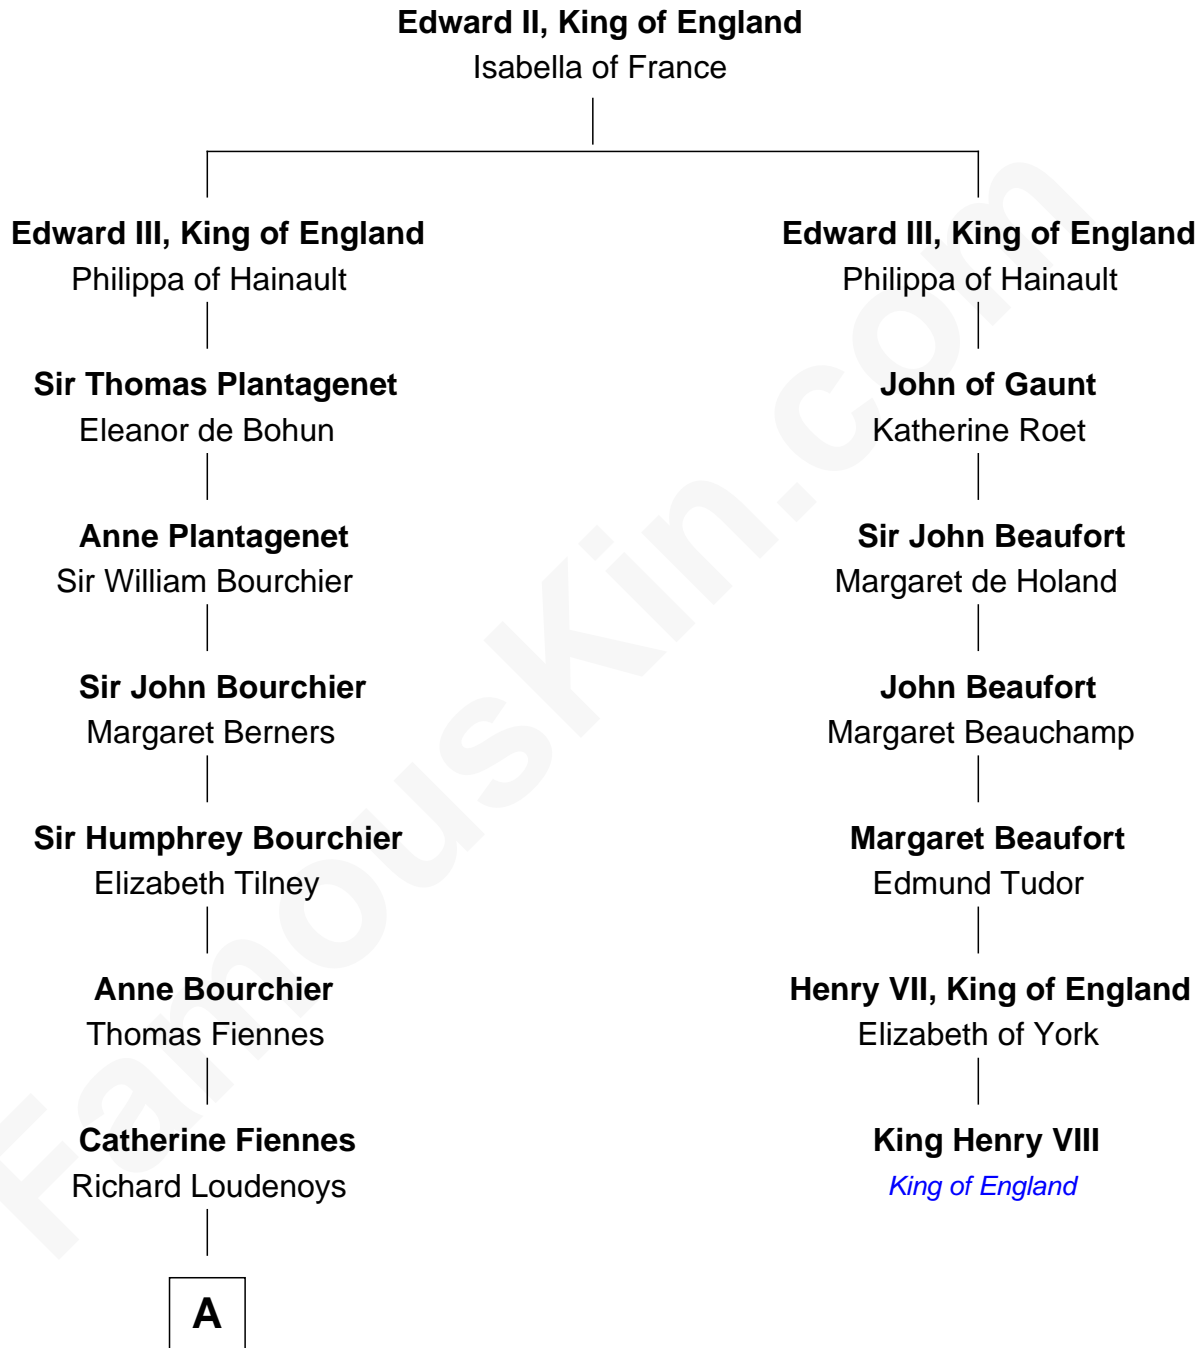 Edward II, King of England
Isabella of France
Edward III, King of England
Philippa of Hainault
Edward III, King of England
Philippa of Hainault
Sir Thomas Plantagenet
Eleanor de Bohun
John of Gaunt
Katherine Roet
Anne Plantagenet
Sir William Bourchier
Sir John Beaufort
Margaret de Holand
Sir John Bourchier
Margaret Berners
John Beaufort
Margaret Beauchamp
Sir Humphrey Bourchier
Elizabeth Tilney
Margaret Beaufort
Edmund Tudor
Anne Bourchier
Thomas Fiennes
Henry VII, King of England
Elizabeth of York
Catherine Fiennes
Richard Loudenoys
King Henry VIII
King of England
A
FamousKin.com